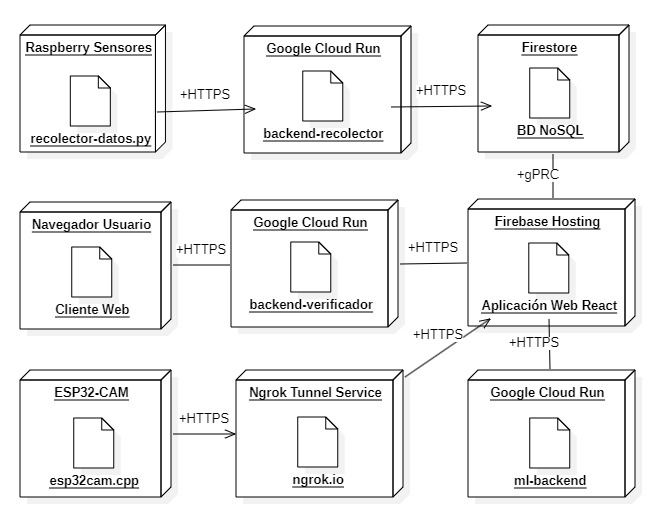 Raspberry Sensores
Google Cloud Run
Firestore
+HTTPS
+HTTPS
recolector-datos.py
backend-recolector
BD NoSQL
+gPRC
Navegador Usuario
Google Cloud Run
Firebase Hosting
+HTTPS
+HTTPS
Cliente Web
backend-verificador
Aplicación Web React
+HTTPS
+HTTPS
ESP32-CAM
Ngrok Tunnel Service
Google Cloud Run
+HTTPS
esp32cam.cpp
ngrok.io
ml-backend